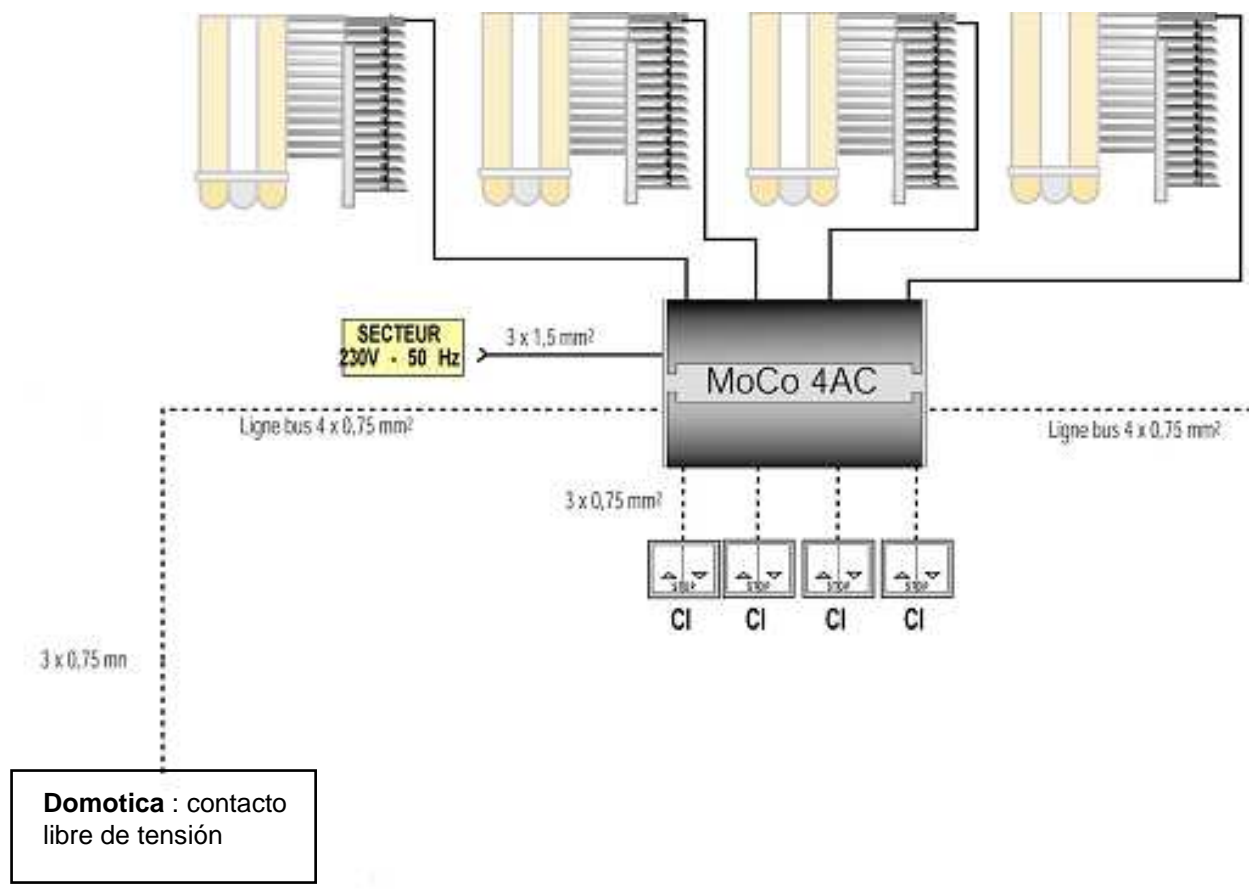 SECTEUR
230V - 50 Hz
3 x 1,5 mm²
MoCo 4AC
Ligne bus 4 x 0,75 mm²
Ligne bus 4 x 0,75 mm²
3 x 0,75 mm²
STOP
STOP
STOP
STOP
CI
CI
CI
CI
3 x 0,75 mn
Domotica : contacto
libre de tensión